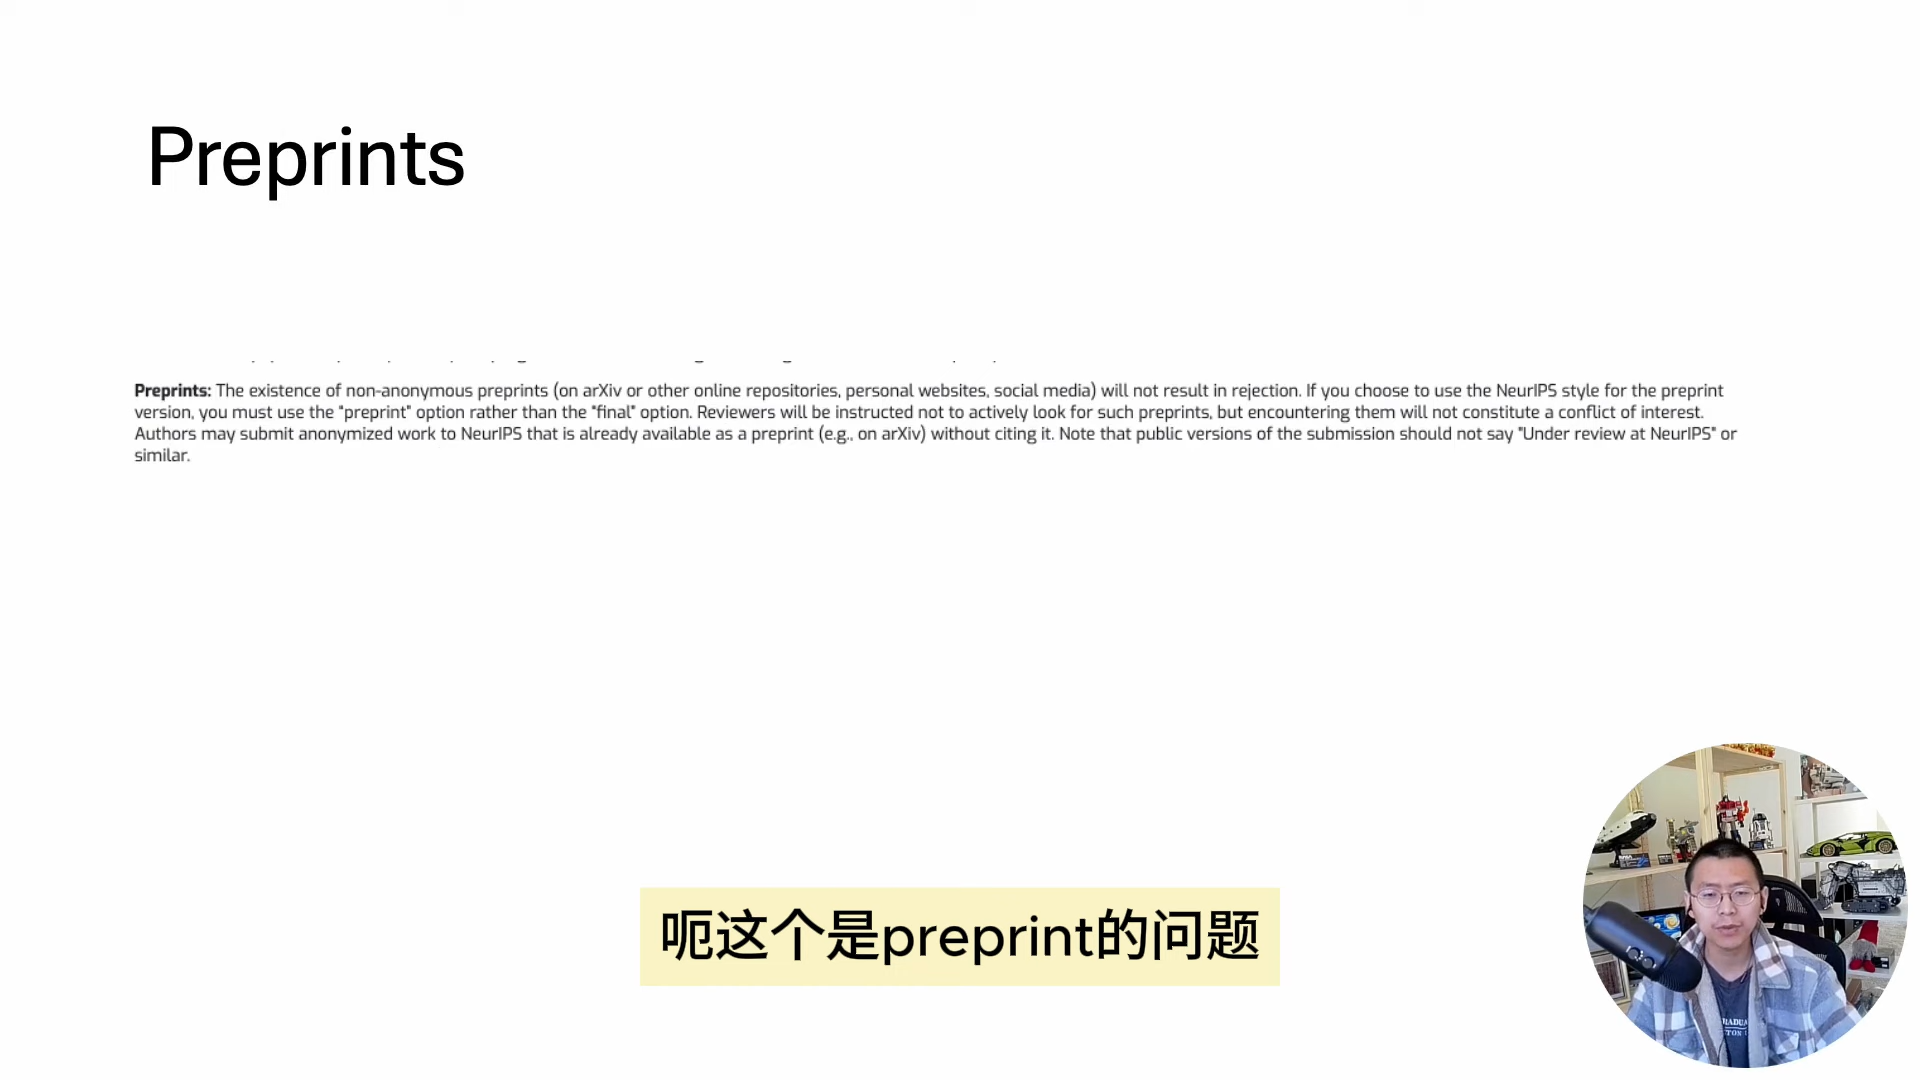 Preprints
Preprints: The existence of non-anonymous preprints (on arXiv or other online repositories, personal websites, social media) will not result in rejection. If you choose to use the NeurIPS style for the preprint
version, you must use the "preprint" option rather than the "final" option. Reviewers will be instructed not to actively look for such preprints, but encountering them will not constitute a conflict of interest.
Authors may submit anonymized work to NeurIPS that is already available as a preprint (e.g., on arXiv) without citing it. Note that public versions of the submission should not say "Under review at NeurIPS" or
similar.
呃这个是preprint的问题